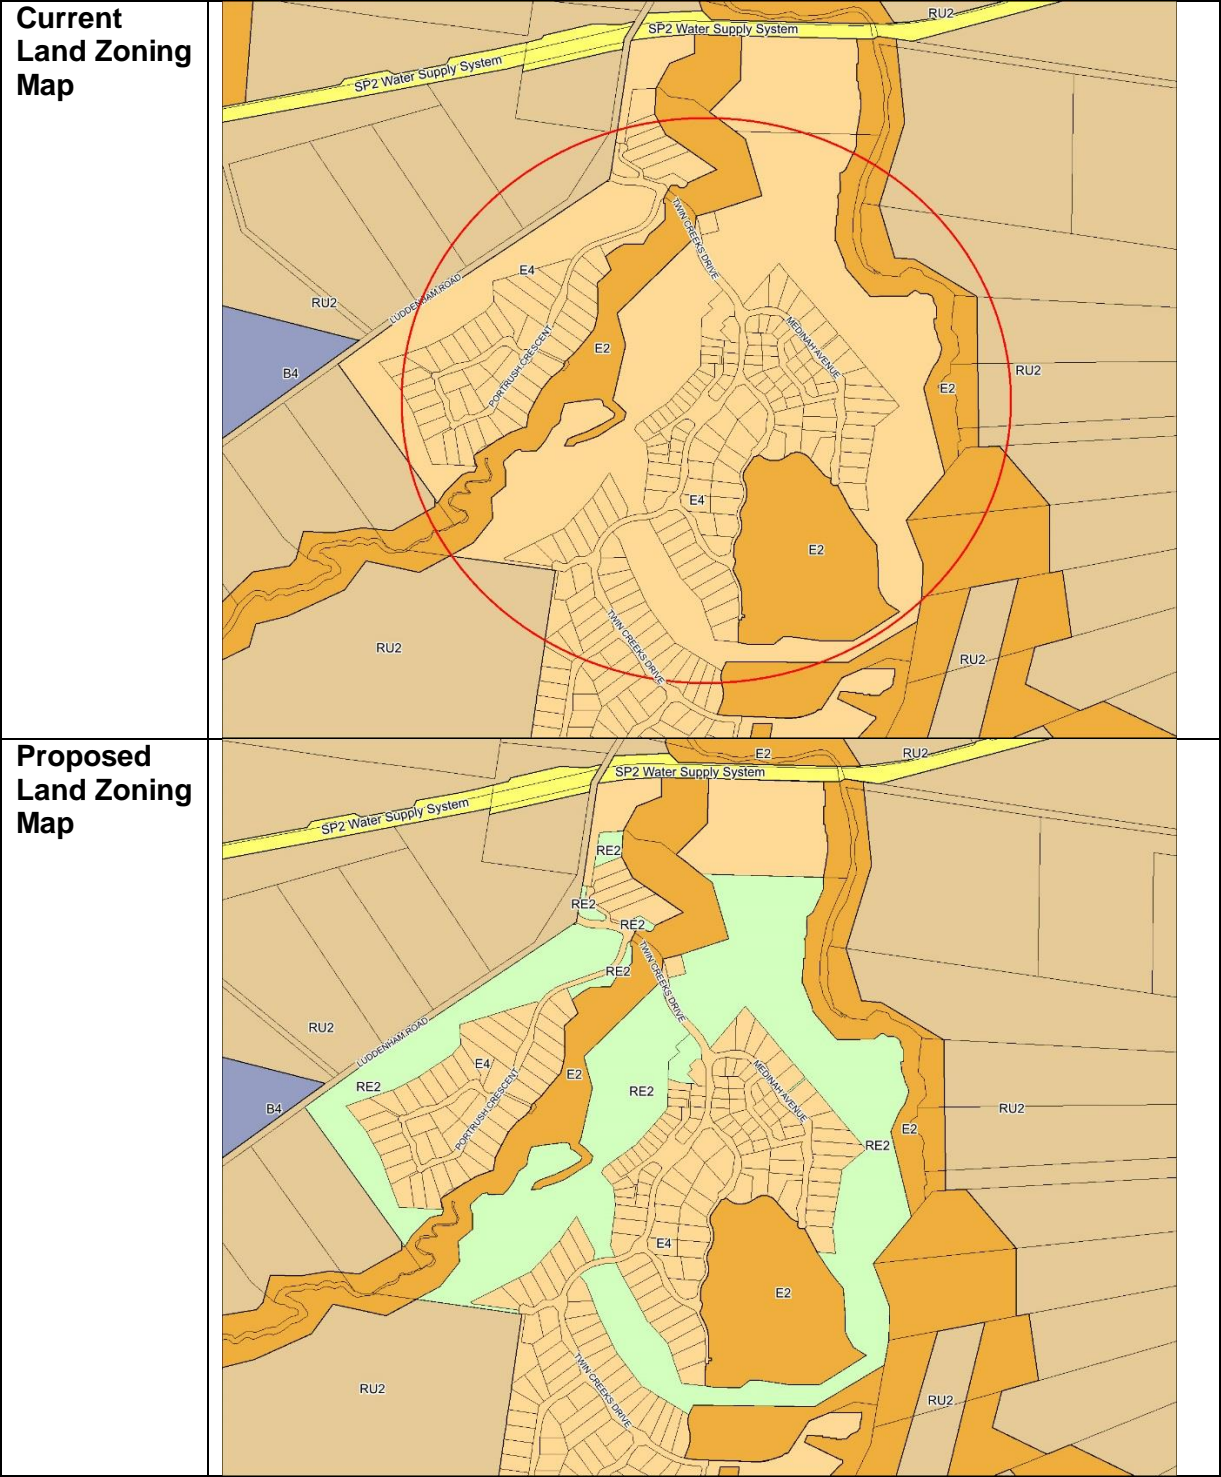 Current
Land Zoning
Map
RU2
SP2 Water Supply System
SP2 Water Supply System
TWIN CREEKS DRIVE
E4
LUDDENHAM ROAD
RU2
MEDINAH AVENUE
PORTRUSH CRESCENT
E2
RU2
B4
E2
E4
E2
TWIN CREEKS DRIVE
RU2
RU2
Proposed
Land Zoning
Map
E2
RU2
SP2 Water Supply System
SP2 Water Supply System
RE2
RE2
RE2
RE2
TWIN CREEKS DRIVE
RU2
LUDDENHAM ROAD
E4
E2
RE2
RE2
MEDINAH AVENUE
PORTRUSH CRESCENT
B4
RU2
E2
RE2
E4
E2
RU2
TWIN CREEKS DRIVE
RU2